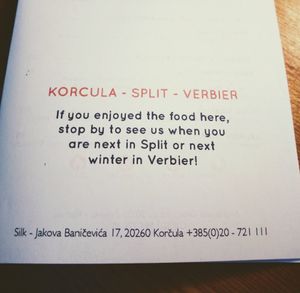 KORCULA - SPLIT - VERBIER
If you enjoyed the food here,
stop by to see us when you
are next in Split or next
winter in Verbier!
Silk - Jakova Baničevića 17, 20260 Korčula +385(0)20 - 721 111